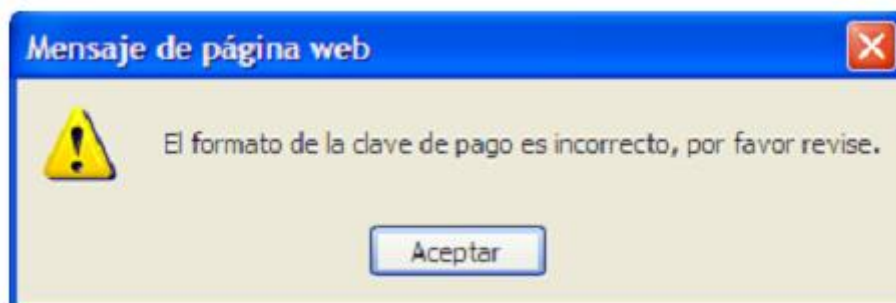 Mensaje de página web
El formato de la clave de pago es incorrecto, por favor revise.
Aceptar